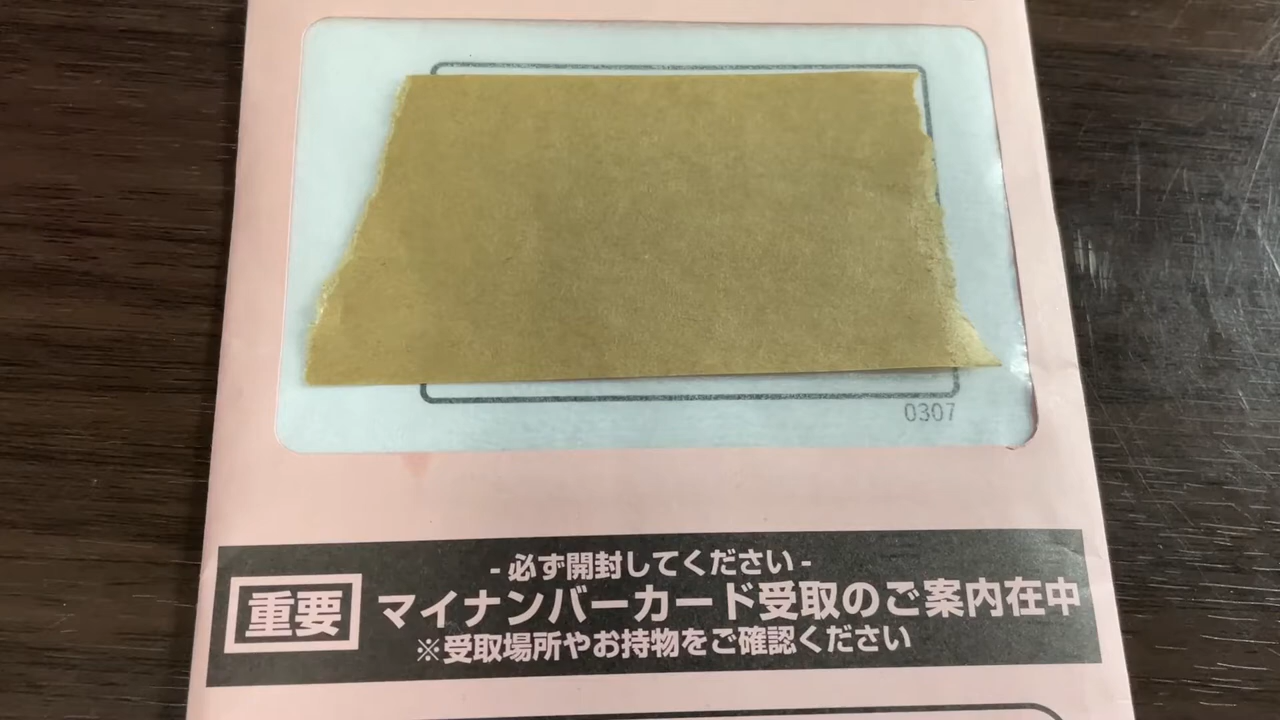 0307
- 必ず開封してください -
重要
マイナンバーカード受取のご案内在中
※受取場所やお持物をご確認ください